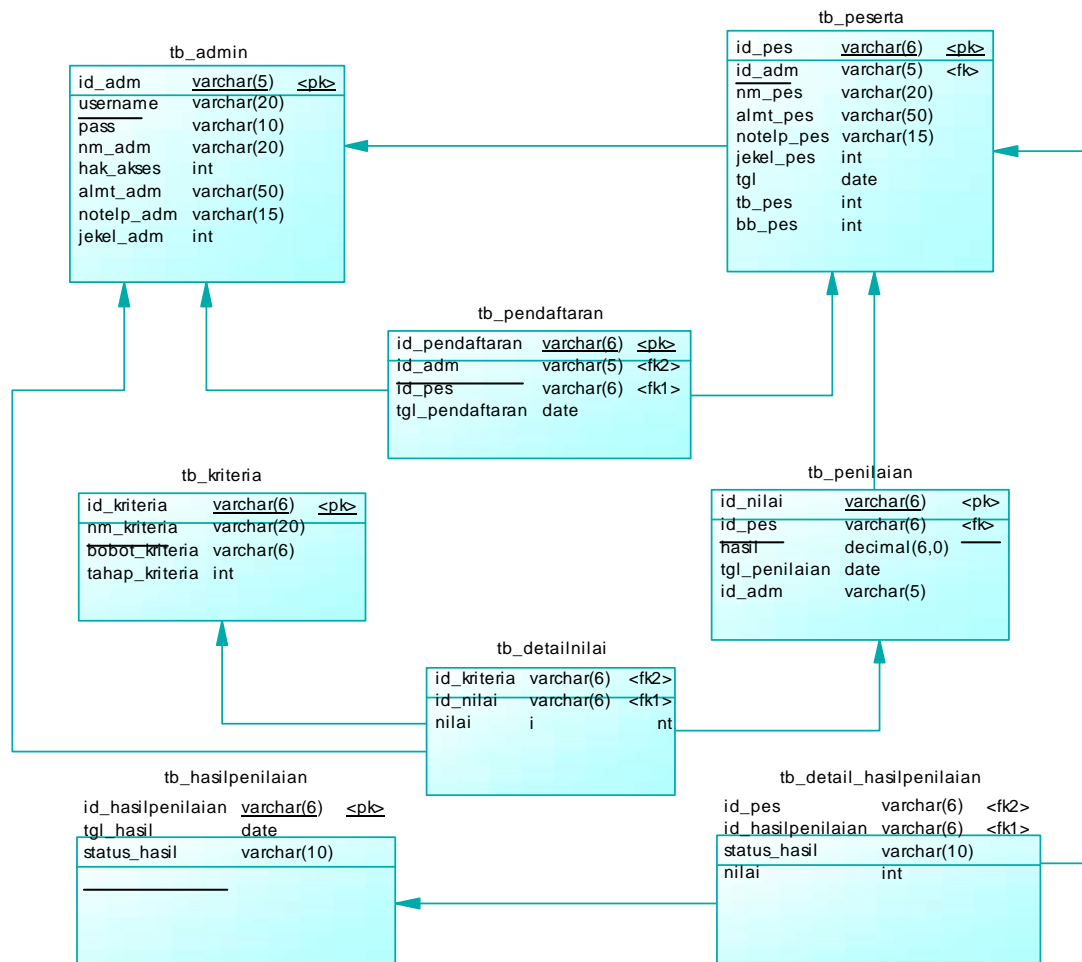 tb_admin
id_adm varchar(5) <pk>
username varchar(20)
pass varchar(10)
nm_adm varchar(20)
hak_akses int
almt_adm varchar(50)
notelp_adm varchar(15)
jekel_adm int
tb_peserta
id_pes varchar(6) <pk>
id_adm varchar(5) <fk>
nm_pes varchar(20)
almt_pes varchar(50)
notelp_pes varchar(15)
jekel_pes int
tgl date
tb_pes int
bb_pes int
tb_pendaftaran
id_pendaftaran varchar(6) <pk>
id_adm varchar(5) <fk2>
id_pes varchar(6) <fk1>
tgl_pendaftaran date
tb_kriteria
id_kriteria varchar(6) <pk>
nm_kriteria varchar(20)
bobot_kriteria varchar(6)
tahap_kriteria int
tb_penilaian
id_nilai varchar(6) <pk>
id_pes varchar(6) <fk>
hasil decimal(6,0)
tgl_penilaian date
id_adm varchar(5)
tb_detailnilai
id_kriteria varchar(6) <fk2>
id_nilai varchar(6) <fk1>
nilai i nt
tb_hasilpenilaian
id_hasilpenilaian varchar(6) <pk>
tgl_hasil date
status_hasil varchar(10)
tb_detail_hasilpenilaian
id_pes varchar(6) <fk2>
id_hasilpenilaian varchar(6) <fk1>
status_hasil varchar(10)
nilai int